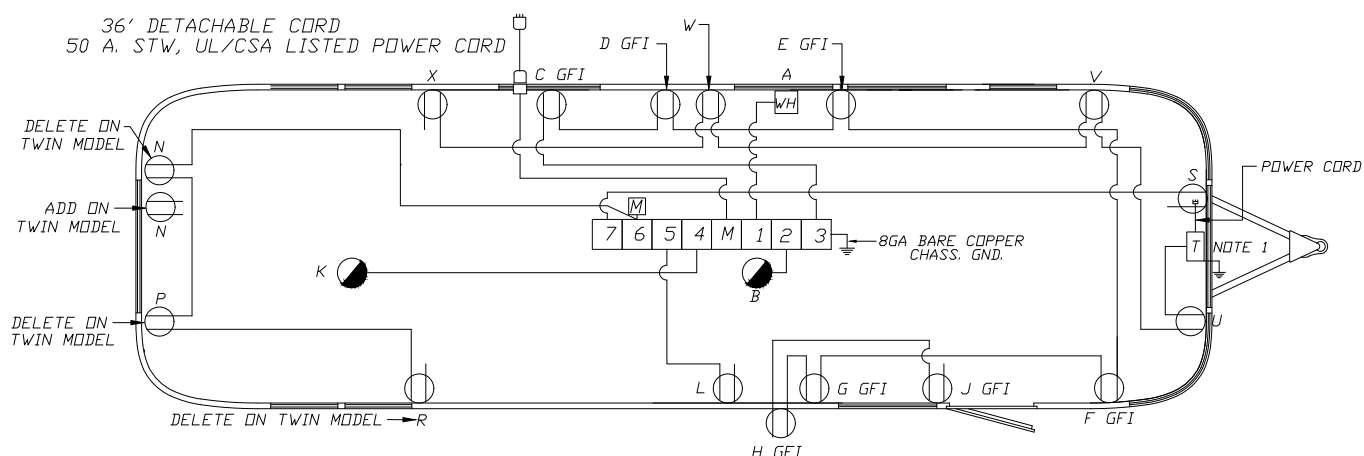 36' DETACHABLE CORD
50 A. STW, UL/CSA LISTED POWER CORD
W
D GFI
E GFI
X
C GFI
A
V
WH
DELETE ON
TWIN MODEL
N
POWER CORD
S
ADD ON
TWIN MODEL
N
M
7 6 5 4 M 1 2 3
8GA BARE COPPER
CHASS. GND.
T
NOTE 1
K
B
P
U
DELETE ON
TWIN MODEL
L
G GFI
J GFI
DELETE ON TWIN MODEL
R
F GFI
H GFI